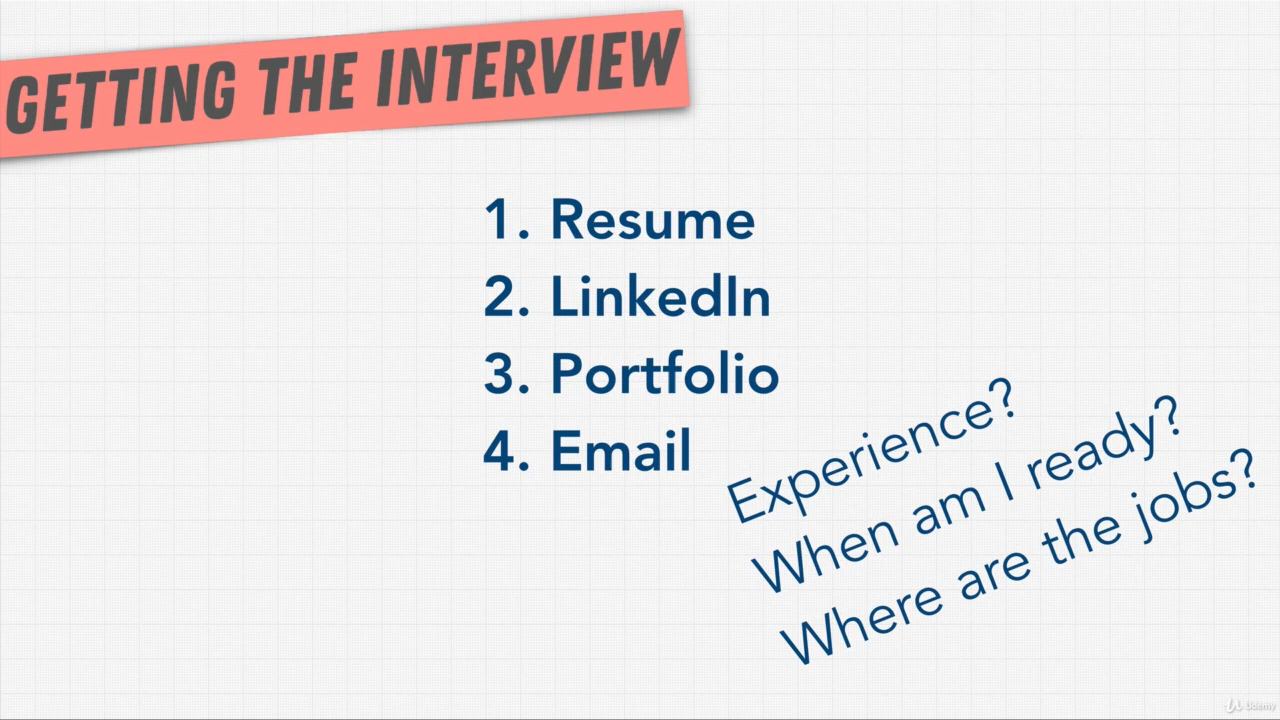 GETTING THE INTERVIEW
1. Resume
2. LinkedIn
3. Portfolio
4. Email
Experience?
When am I ready?
Where are the jobs?
Udemy